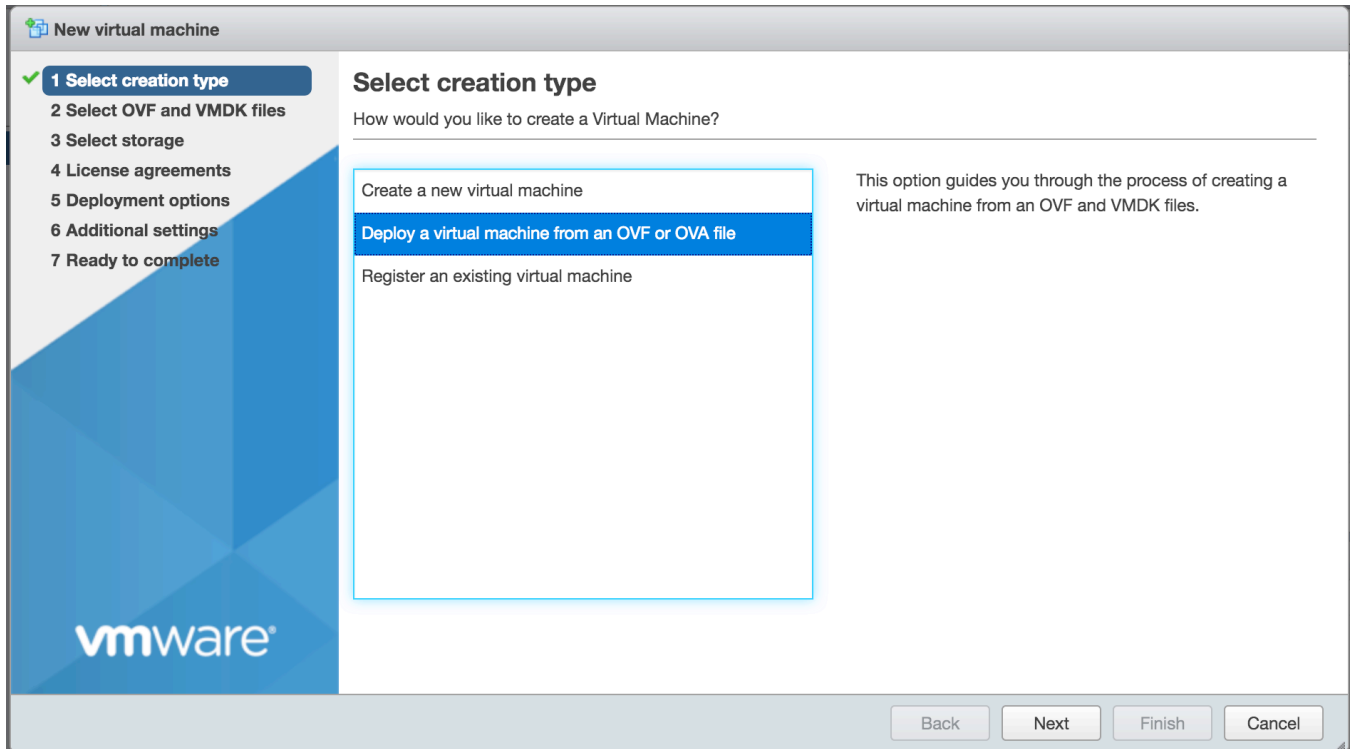 New virtual machine
1 Select creation type
2 Select OVF and VMDK files
3 Select storage
4 License agreements
5 Deployment options
6 Additional settings
7 Ready to complete
vmware®
Select creation type
How would you like to create a Virtual Machine?
Create a new virtual machine
Deploy a virtual machine from an OVF or OVA file
Register an existing virtual machine
This option guides you through the process of creating a
virtual machine from an OVF and VMDK files.
Back Next Finish Cancel